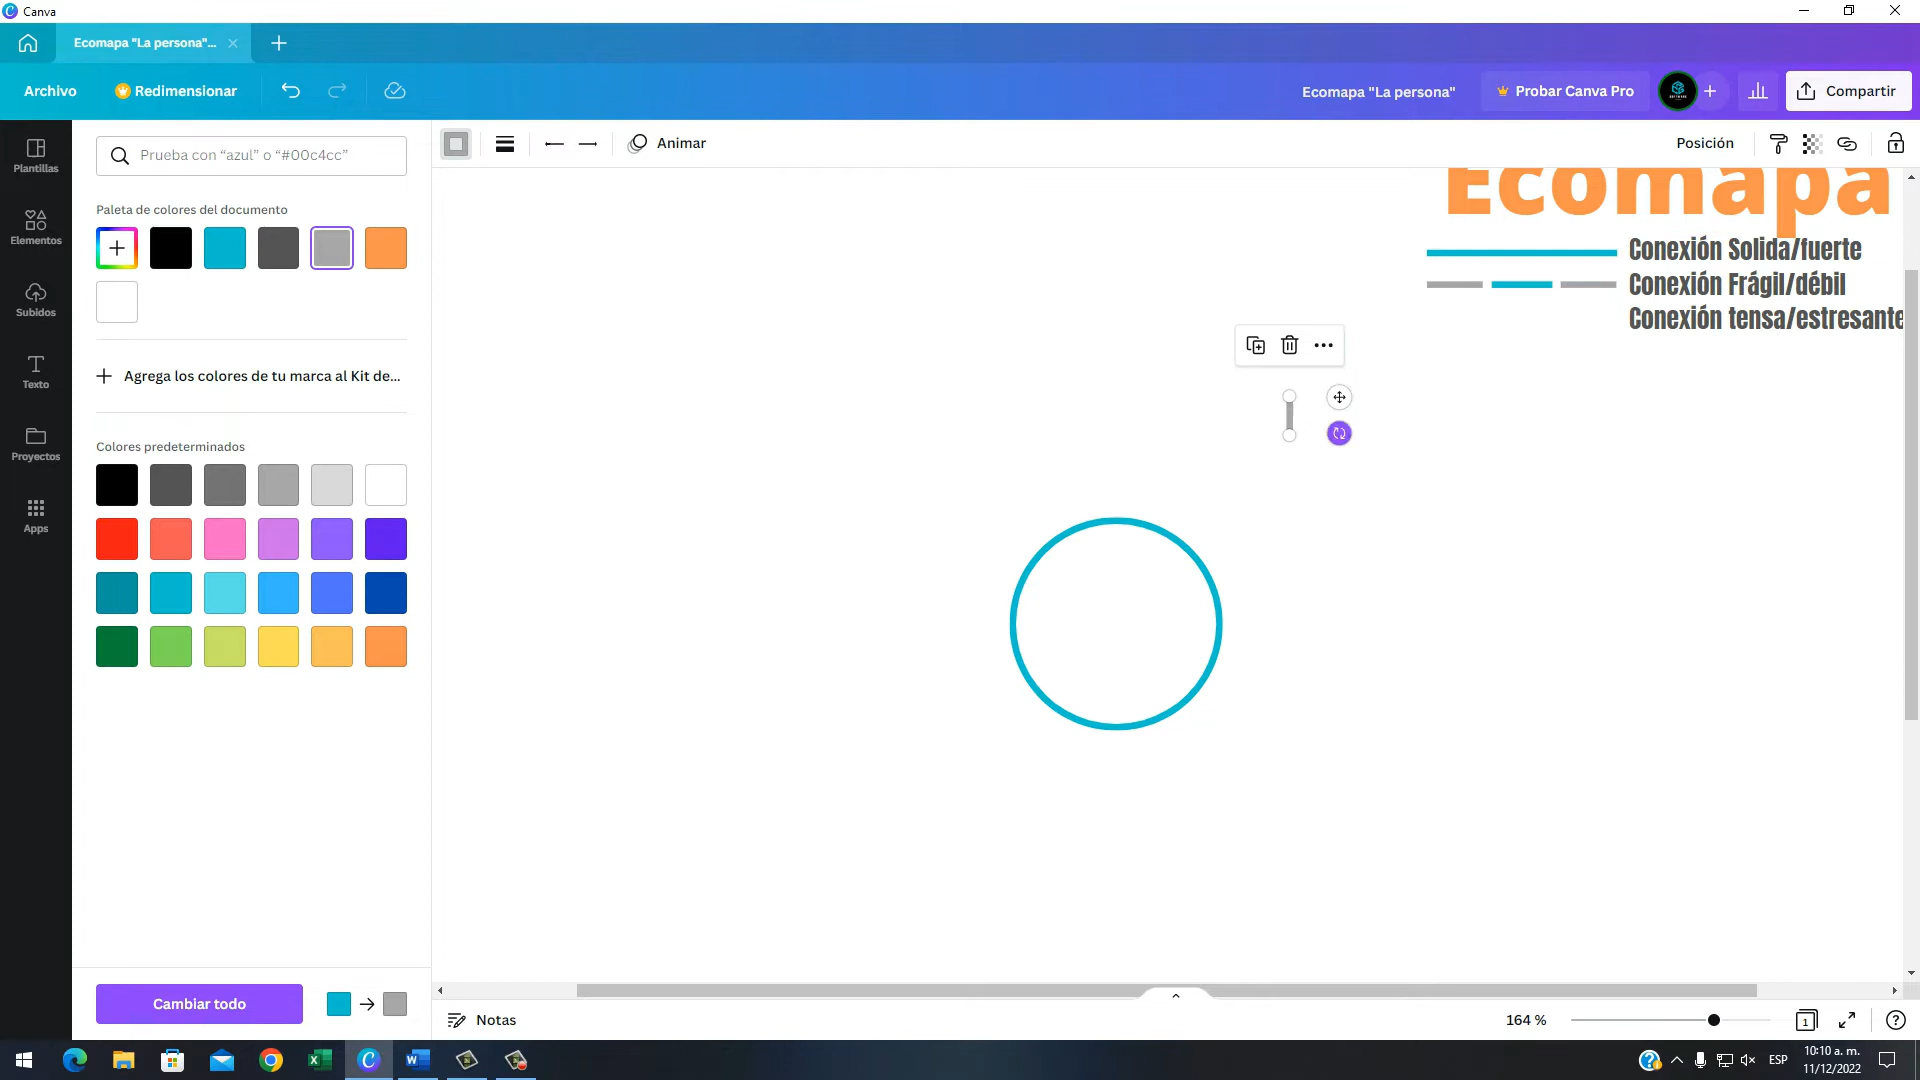 Canva
Ecomapa "La persona"...
Archivo
Redimensionar
Ecomapa "La persona"
Probar Canva Pro
Compartir
Plantillas
Elementos
Subidos
Texto
Proyectos
Apps
Prueba con “azul” o “#00c4cc”
Paleta de colores del documento
Agrega los colores de tu marca al Kit de...
Colores predeterminados
Cambiar todo
Animar
Posición
Ecomapa
Conexión Solida/fuerte
Conexión Frágil/débil
Conexión tensa/estresante
Notas
164 %
1
ESP
10:10 a. m.
11/12/2022